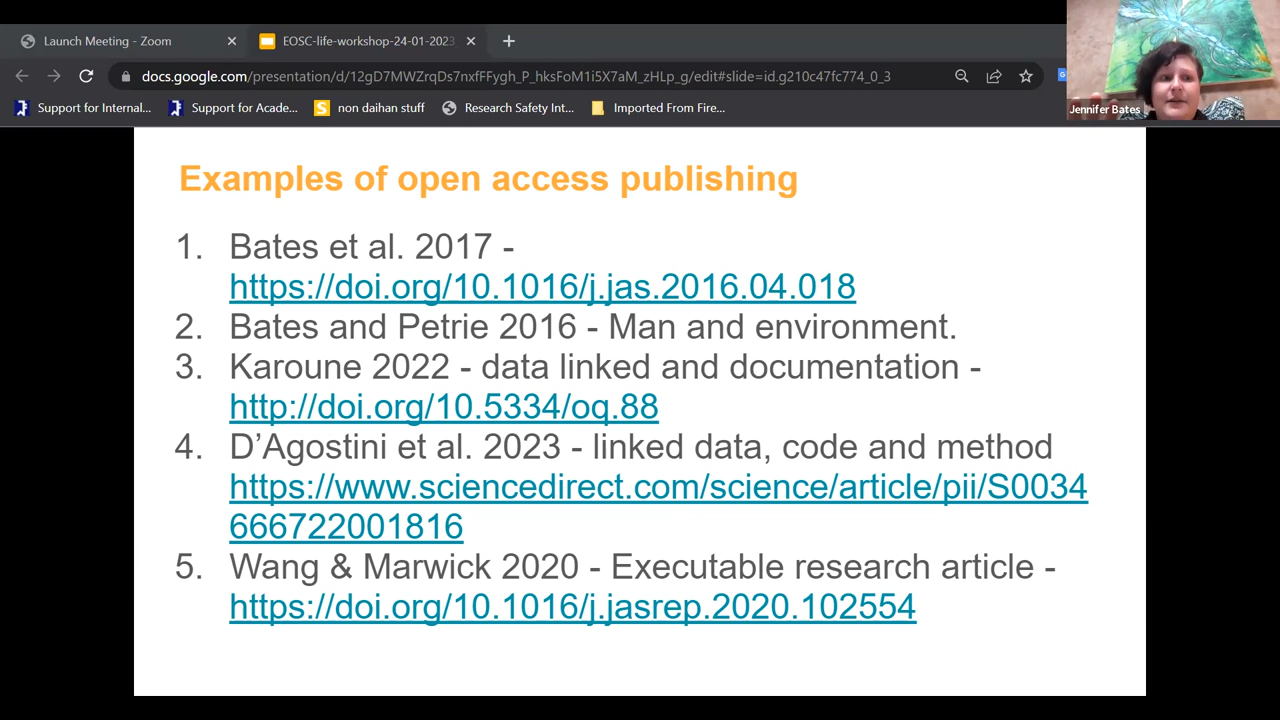 Launch Meeting - Zoom
EOSC-life-workshop-24-01-2023
docs.google.com/presentation/d/12gD7MWZrqDs7nxfFFygh_P_hksFoM1i5X7aM_zHLp_g/edit#slide=id.g210c47fc774_0_3
Support for Internal...
Support for Acade...
non daihan stuff
Research Safety Int...
Imported From Fire...
Jennifer Bates
Examples of open access publishing
1. Bates et al. 2017 -
https://doi.org/10.1016/j.jas.2016.04.018
2. Bates and Petrie 2016 - Man and environment.
3. Karoune 2022 - data linked and documentation -
http://doi.org/10.5334/oq.88
4. D’Agostini et al. 2023 - linked data, code and method
https://www.sciencedirect.com/science/article/pii/S0034
666722001816
5. Wang & Marwick 2020 - Executable research article -
https://doi.org/10.1016/j.jasrep.2020.102554